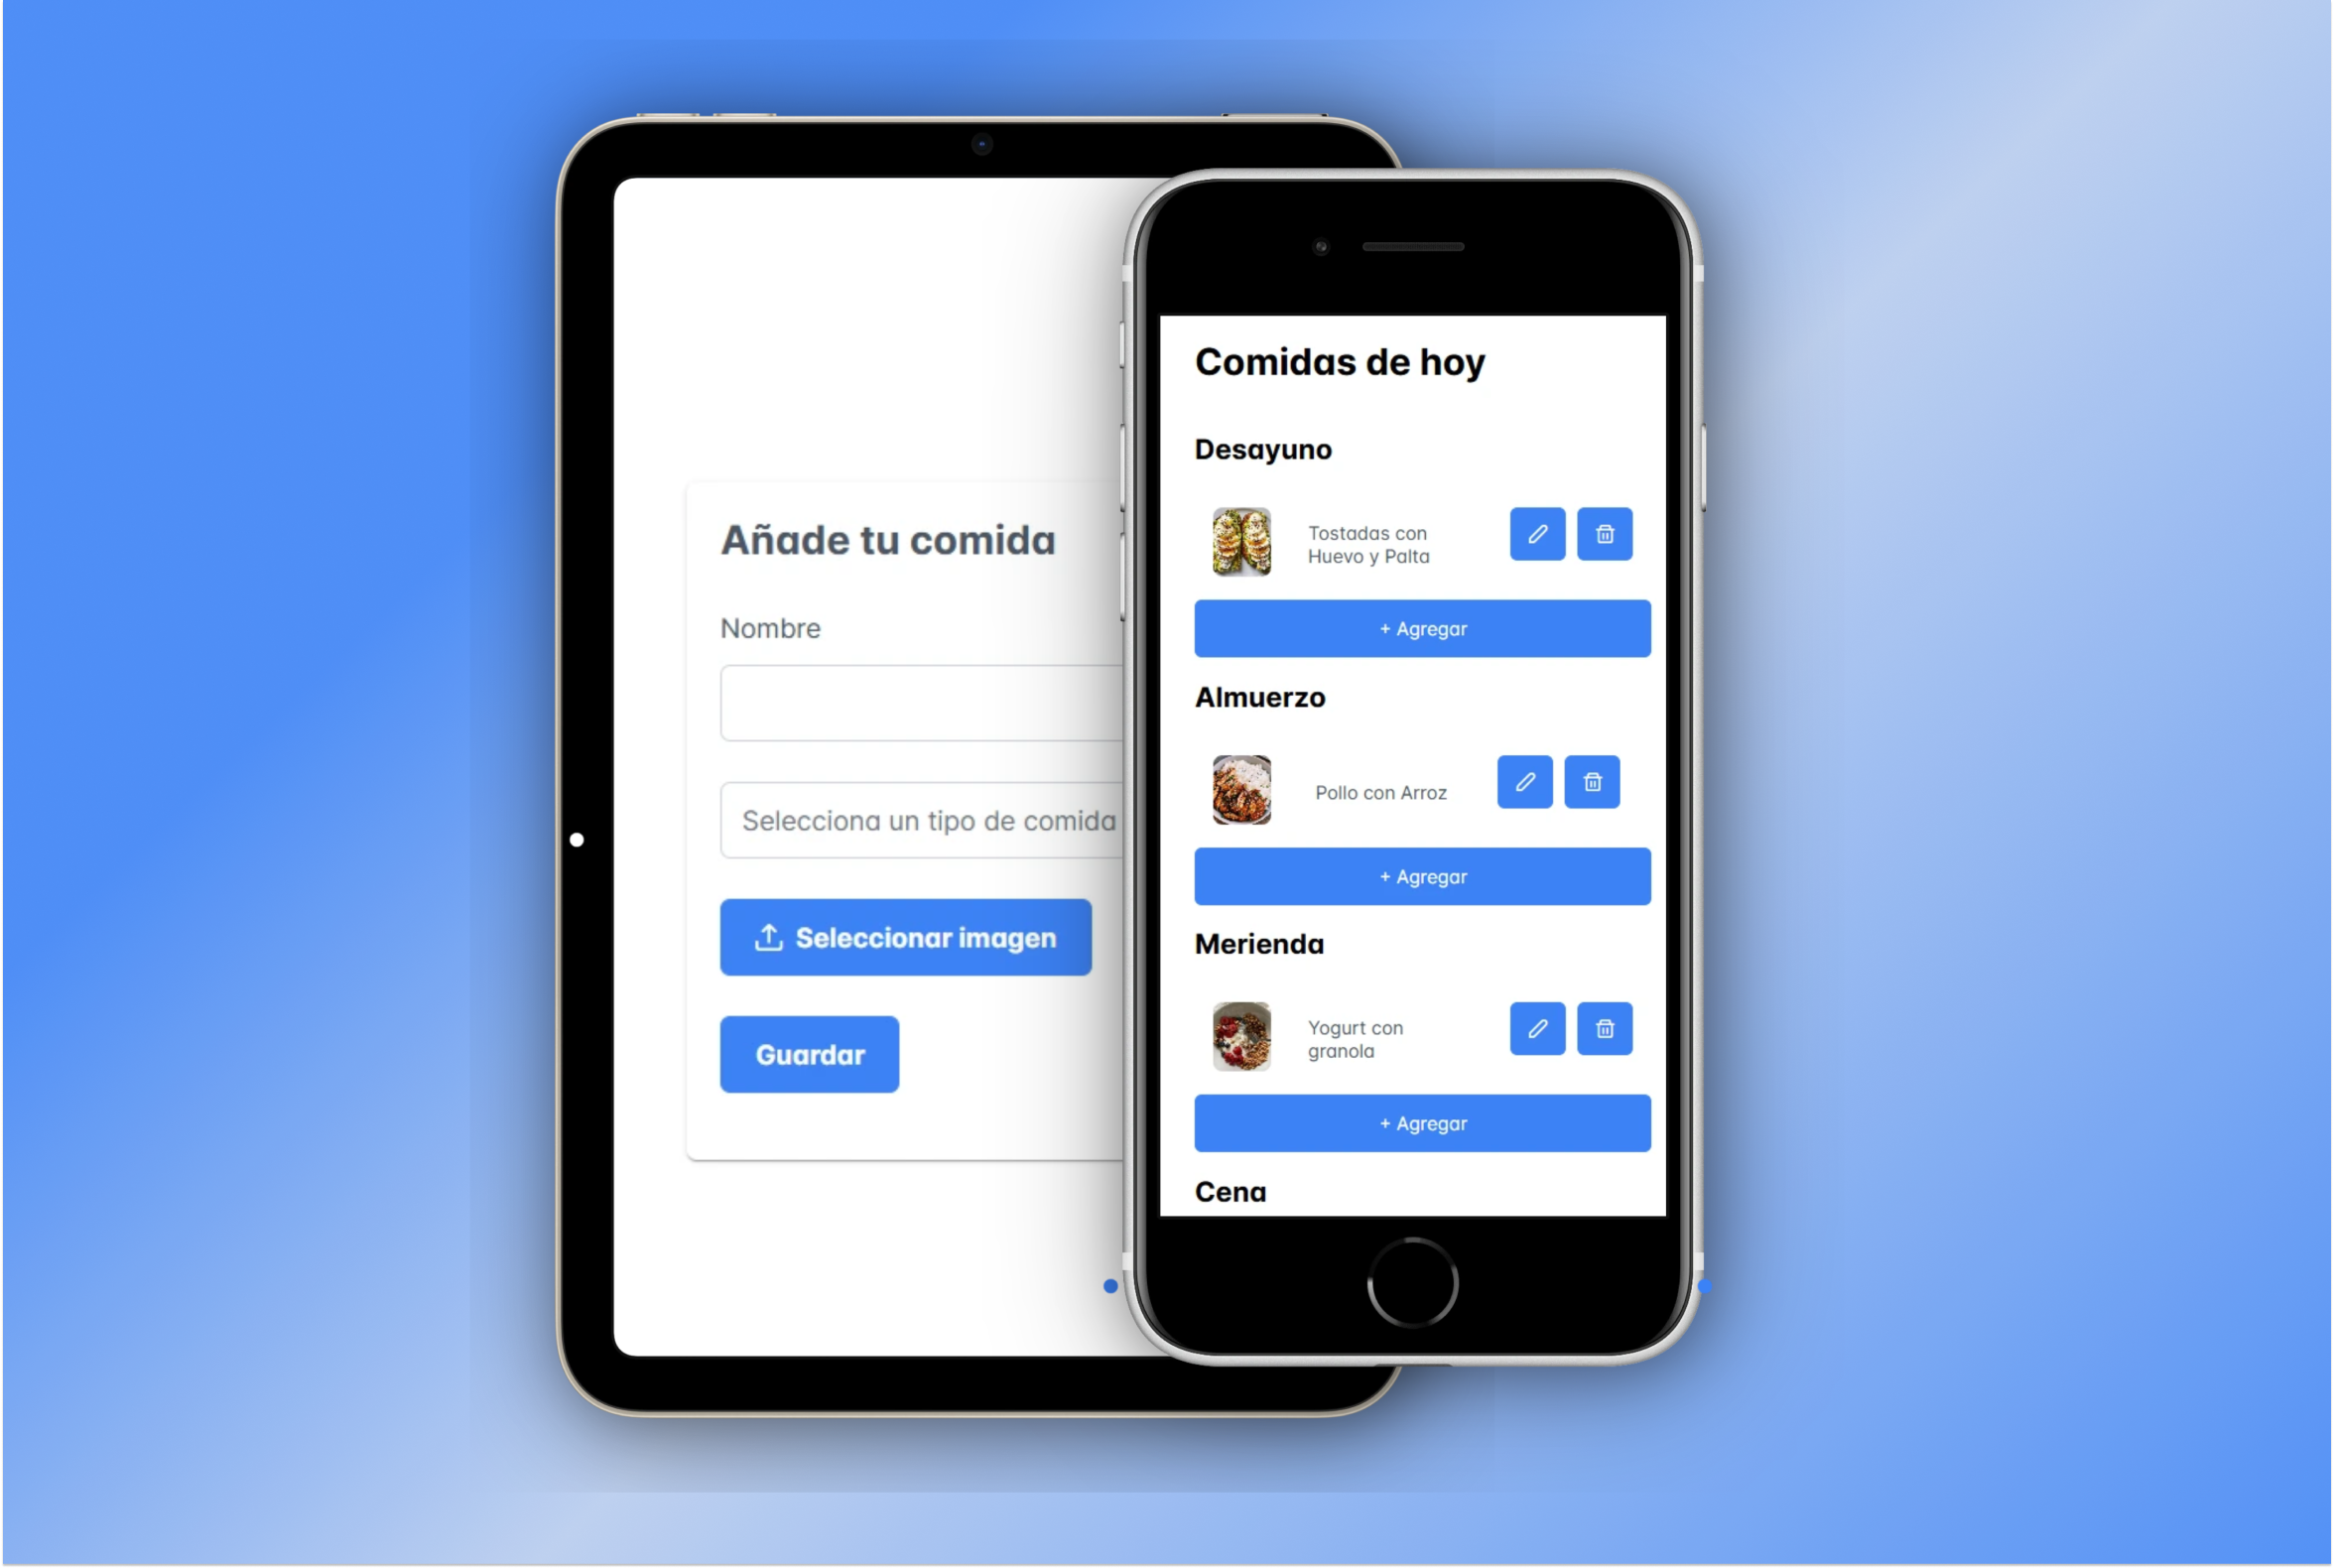 Añade tu comida
Nombre
Selecciona un tipo de comida
Seleccionar imagen
Guardar
Comidas de hoy
Desayuno
Tostadas con
Huevo y Palta
+ Agregar
Almuerzo
Pollo con Arroz
+ Agregar
Merienda
Yogurt con
granola
+ Agregar
Cena